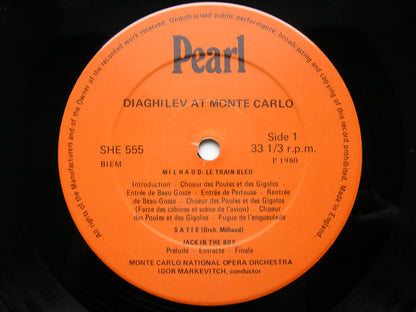 All rights of the Manufacturers and of the Owner of the recorded work reserved. Unauthorised public performance, broadcasting and copying of this record prohibited. Made in England.
Pearl
DIAGHILEV AT MONTE CARLO
SHE 555
BIEM
Side 1
33 1/3 r.p.m.
P 1980
MILHAUD: LE TRAIN BLEU
Introduction - Choeur des Poules et des Gigolos -
Entrée de Beau-Gosse - Entrée de Perlouse - Rentrée
de Beau-Gosse - Choeur des Poules et des Gigolos
(Farce des cabines et scène de l'avion) - Choeur
des Poules et des Gigolos - Fugue de l'engueulade
SATIE (Orch. Milhaud)
JACK IN THE BOX
Prélude - Entracte - Finale
MONTE CARLO NATIONAL OPERA ORCHESTRA
IGOR MARKEVITCH, conductor